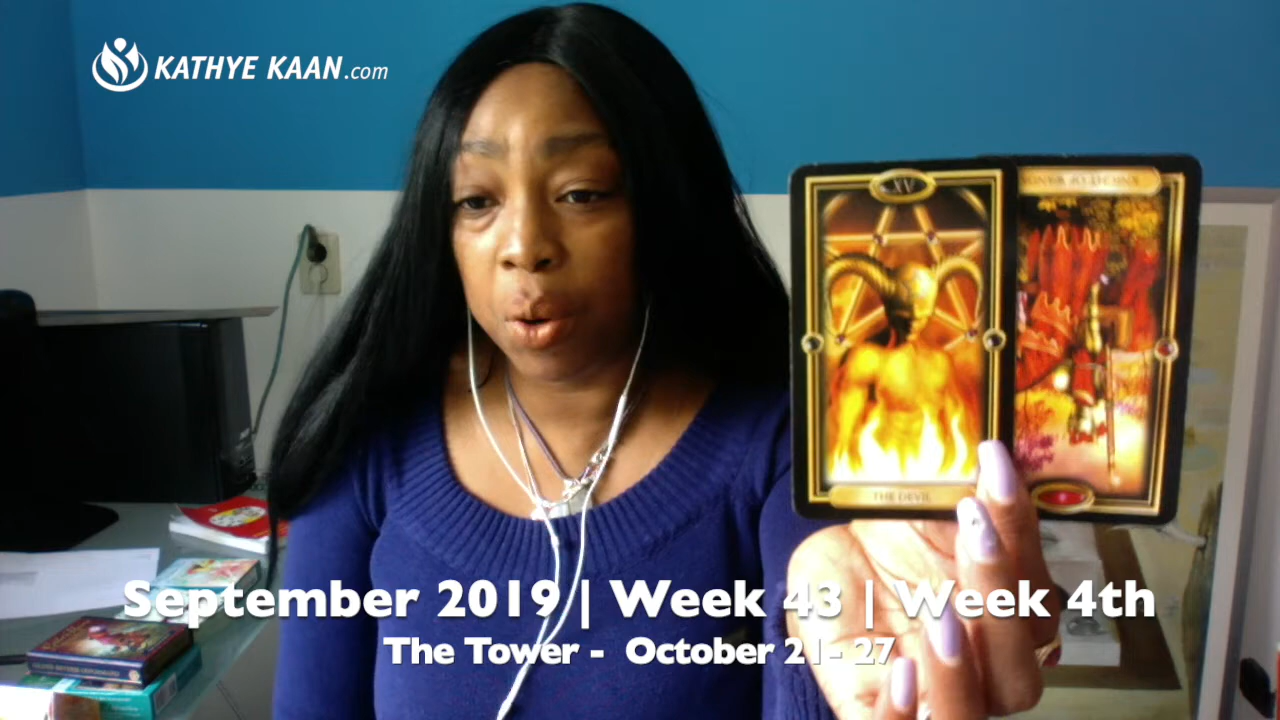 KATHYE KAAN.com
XV
THE DEVIL
September 2019 | Week 43 | Week 4th
The Tower - October 21- 27